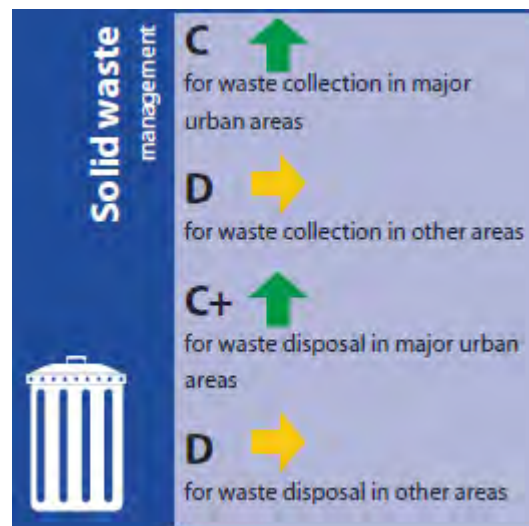 Solid waste
management
C
for waste collection in major
urban areas
D
for waste collection in other areas
C+
for waste disposal in major urban
areas
D
for waste disposal in other areas